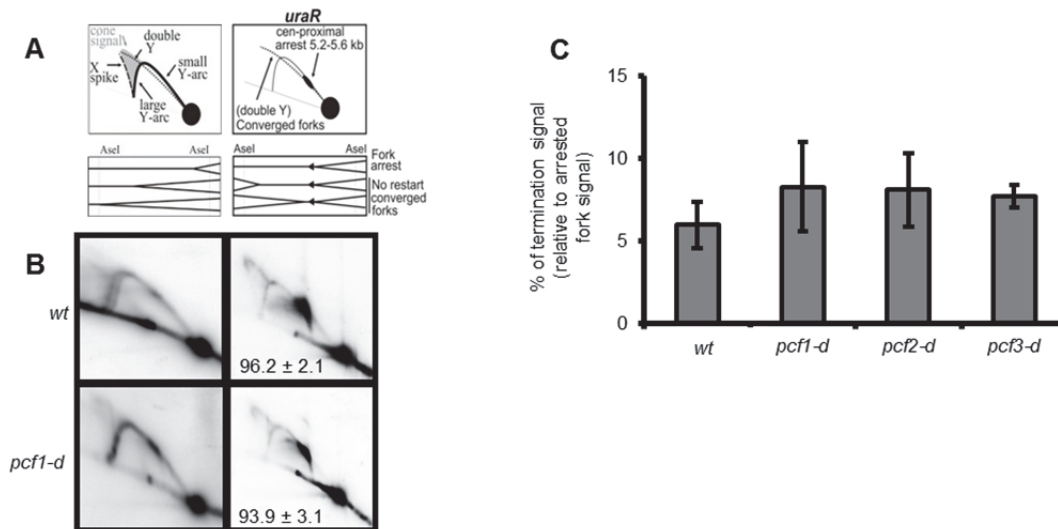 A
cone
signal
double
Y
X
spike
small
Y-arc
large
Y-arc
uraR
cen-proximal
arrest 5.2-5.6 kb
(double Y)
Converged forks
AseI
AseI
AseI
AseI
Fork
arrest
No restart
converged
forks
B
wt
96.2 ± 2.1
pcf1-d
93.9 ± 3.1
C
% of termination signal
(relative to arrested
fork signal)
15
10
5
0
wt
pcf1-d
pcf2-d
pcf3-d